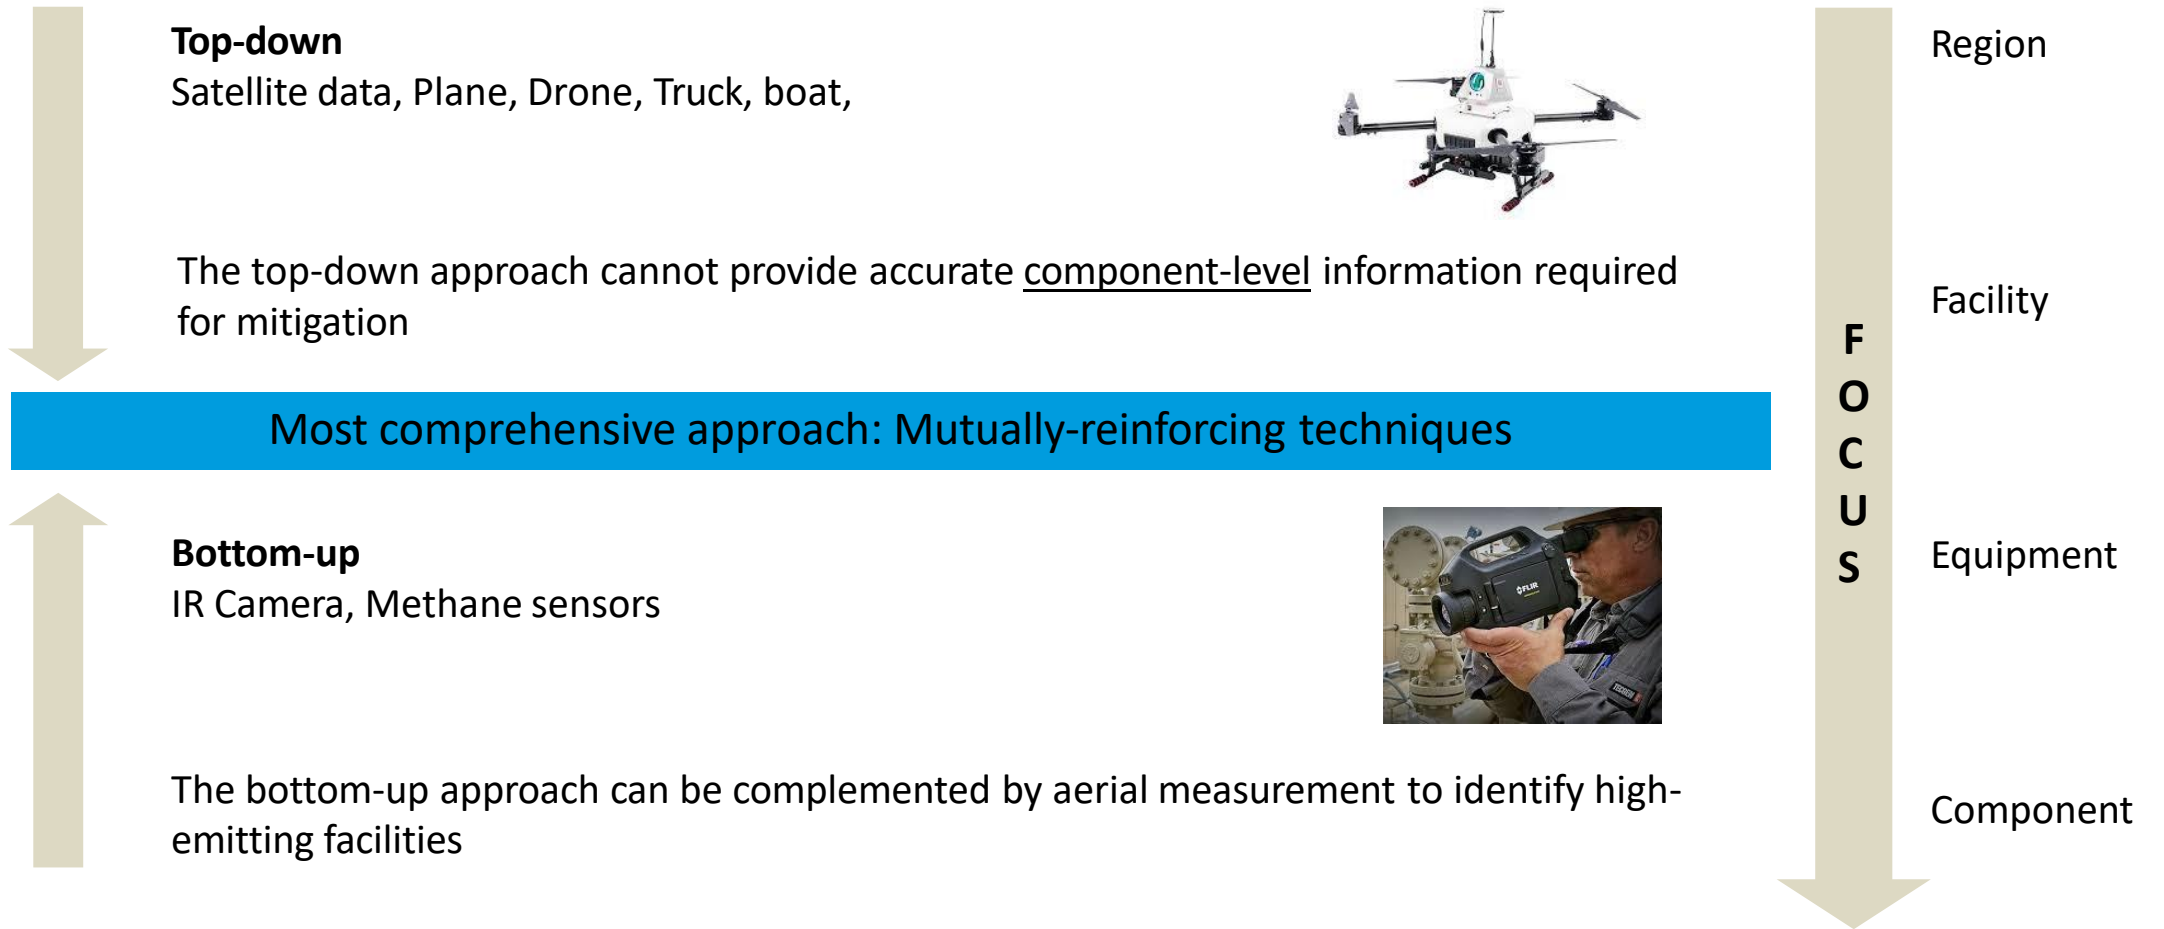 Top-down
Satellite data, Plane, Drone, Truck, boat,
Region
The top-down approach cannot provide accurate component-level information required
for mitigation
Facility
Most comprehensive approach: Mutually-reinforcing techniques
F
O
C
U
S
Bottom-up
IR Camera, Methane sensors
FLIR
Equipment
The bottom-up approach can be complemented by aerial measurement to identify high-
emitting facilities
Component